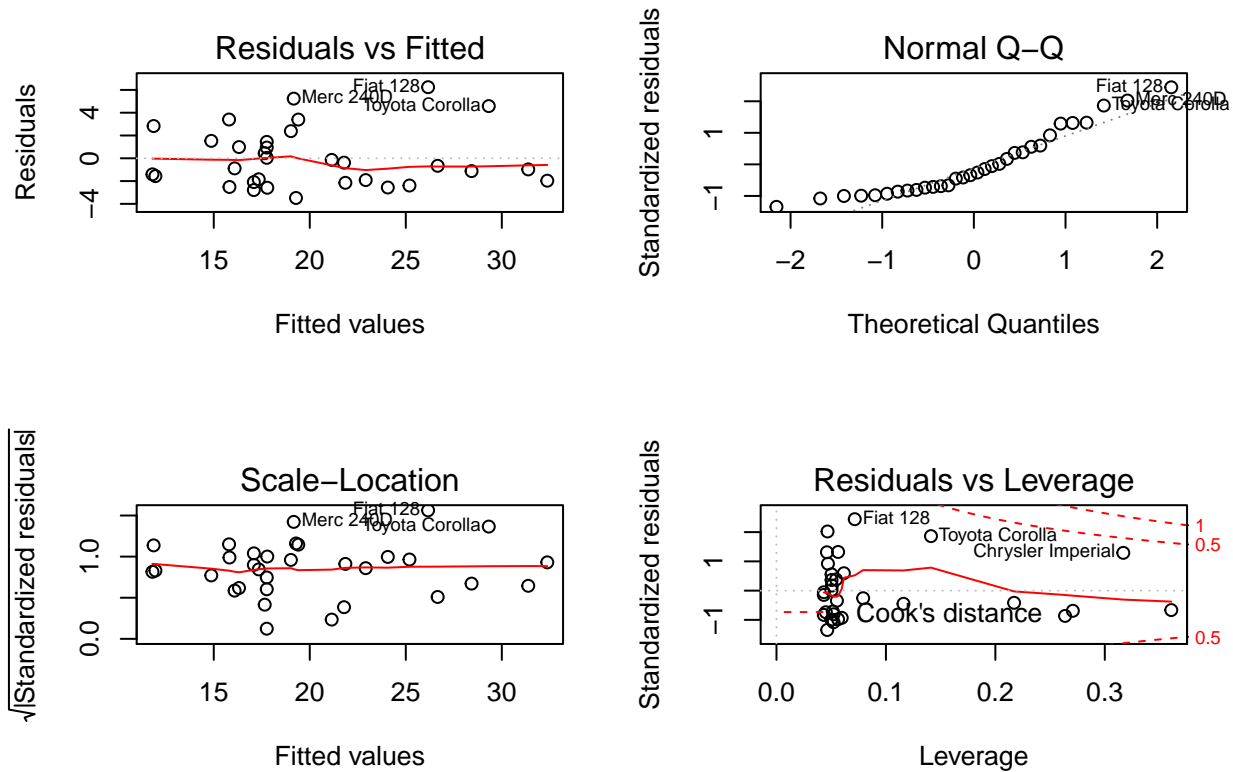 Residuals vs Fitted
Residuals
−4 0 4
Fiat 128
Merc 240D
Toyota Corolla
15 20 25 30
Fitted values
Normal Q−Q
Standardized residuals
−1 1
Fiat 128
Merc 240D
Toyota Corolla
−2 −1 0 1 2
Theoretical Quantiles
Scale−Location
√|Standardized residuals|
0.0 1.0
Fiat 128
Merc 240D
Toyota Corolla
15 20 25 30
Fitted values
Residuals vs Leverage
Standardized residuals
−1 1
Fiat 128
Toyota Corolla
Chrysler Imperial
1
0.5
Cook's distance
0.5
0.0 0.1 0.2 0.3
Leverage